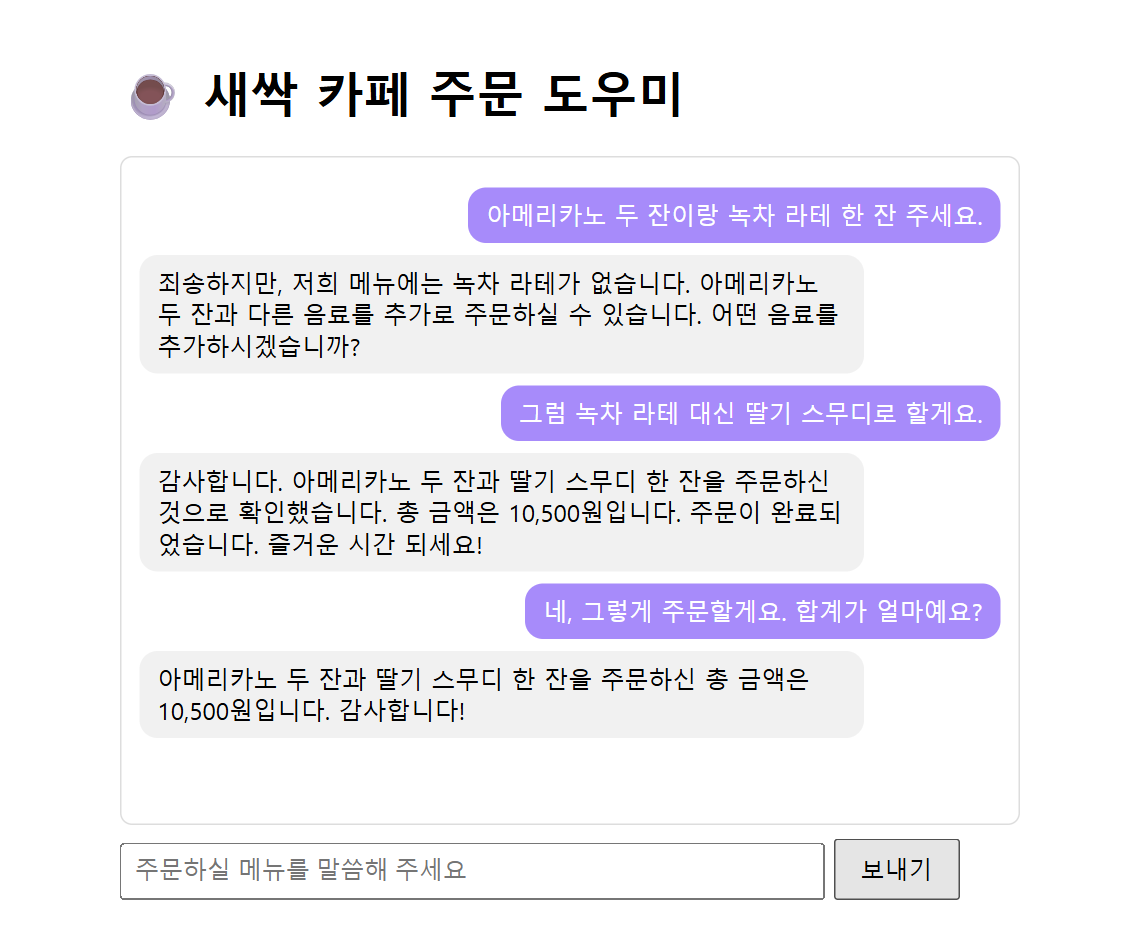 새싹 카페 주문 도우미
아메리카노 두 잔이랑 녹차 라테 한 잔 주세요.
죄송하지만, 저희 메뉴에는 녹차 라테가 없습니다. 아메리카노
두 잔과 다른 음료를 추가로 주문하실 수 있습니다. 어떤 음료를
추가하시겠습니까?
그럼 녹차 라테 대신 딸기 스무디로 할게요.
감사합니다. 아메리카노 두 잔과 딸기 스무디 한 잔을 주문하신
것으로 확인했습니다. 총 금액은 10,500원입니다. 주문이 완료되
었습니다. 즐거운 시간 되세요!
네, 그렇게 주문할게요. 합계가 얼마예요?
아메리카노 두 잔과 딸기 스무디 한 잔을 주문하신 총 금액은
10,500원입니다. 감사합니다!
주문하실 메뉴를 말씀해 주세요
보내기